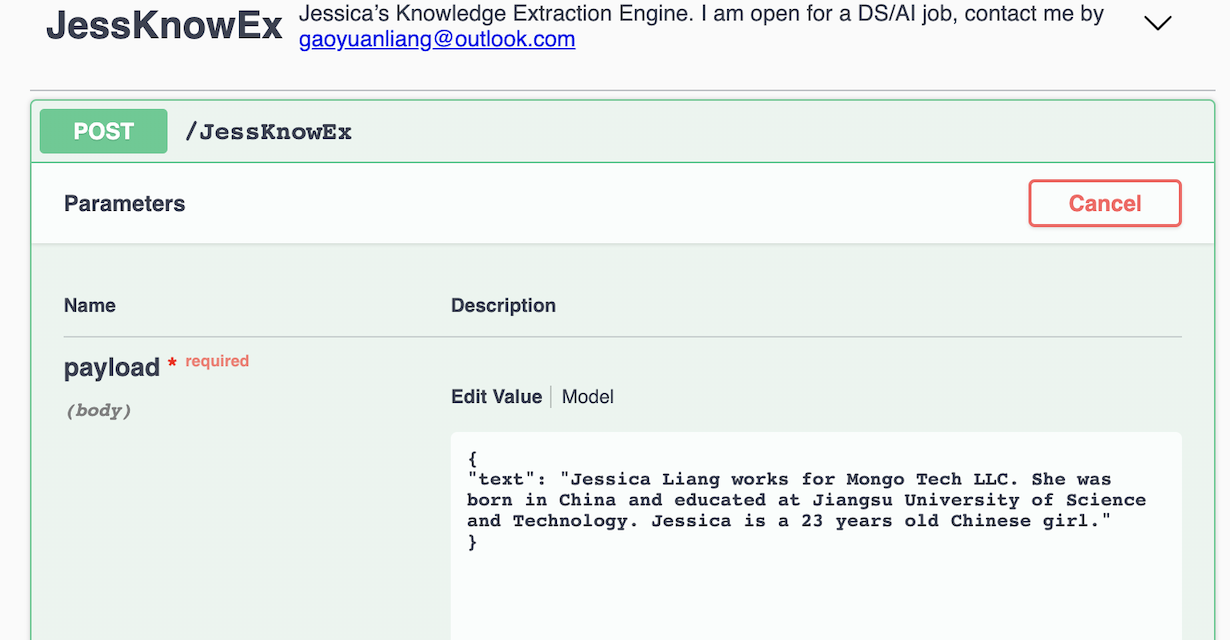 JessKnowEx
Jessica’s Knowledge Extraction Engine. I am open for a DS/AI job, contact me by
gaoyuanliang@outlook.com
POST /JessKnowEx
Parameters
Cancel
Name
Description
payload * required
(body)
Edit Value | Model
{
"text": "Jessica Liang works for Mongo Tech LLC. She was
born in China and educated at Jiangsu University of Science
and Technology. Jessica is a 23 years old Chinese girl."
}